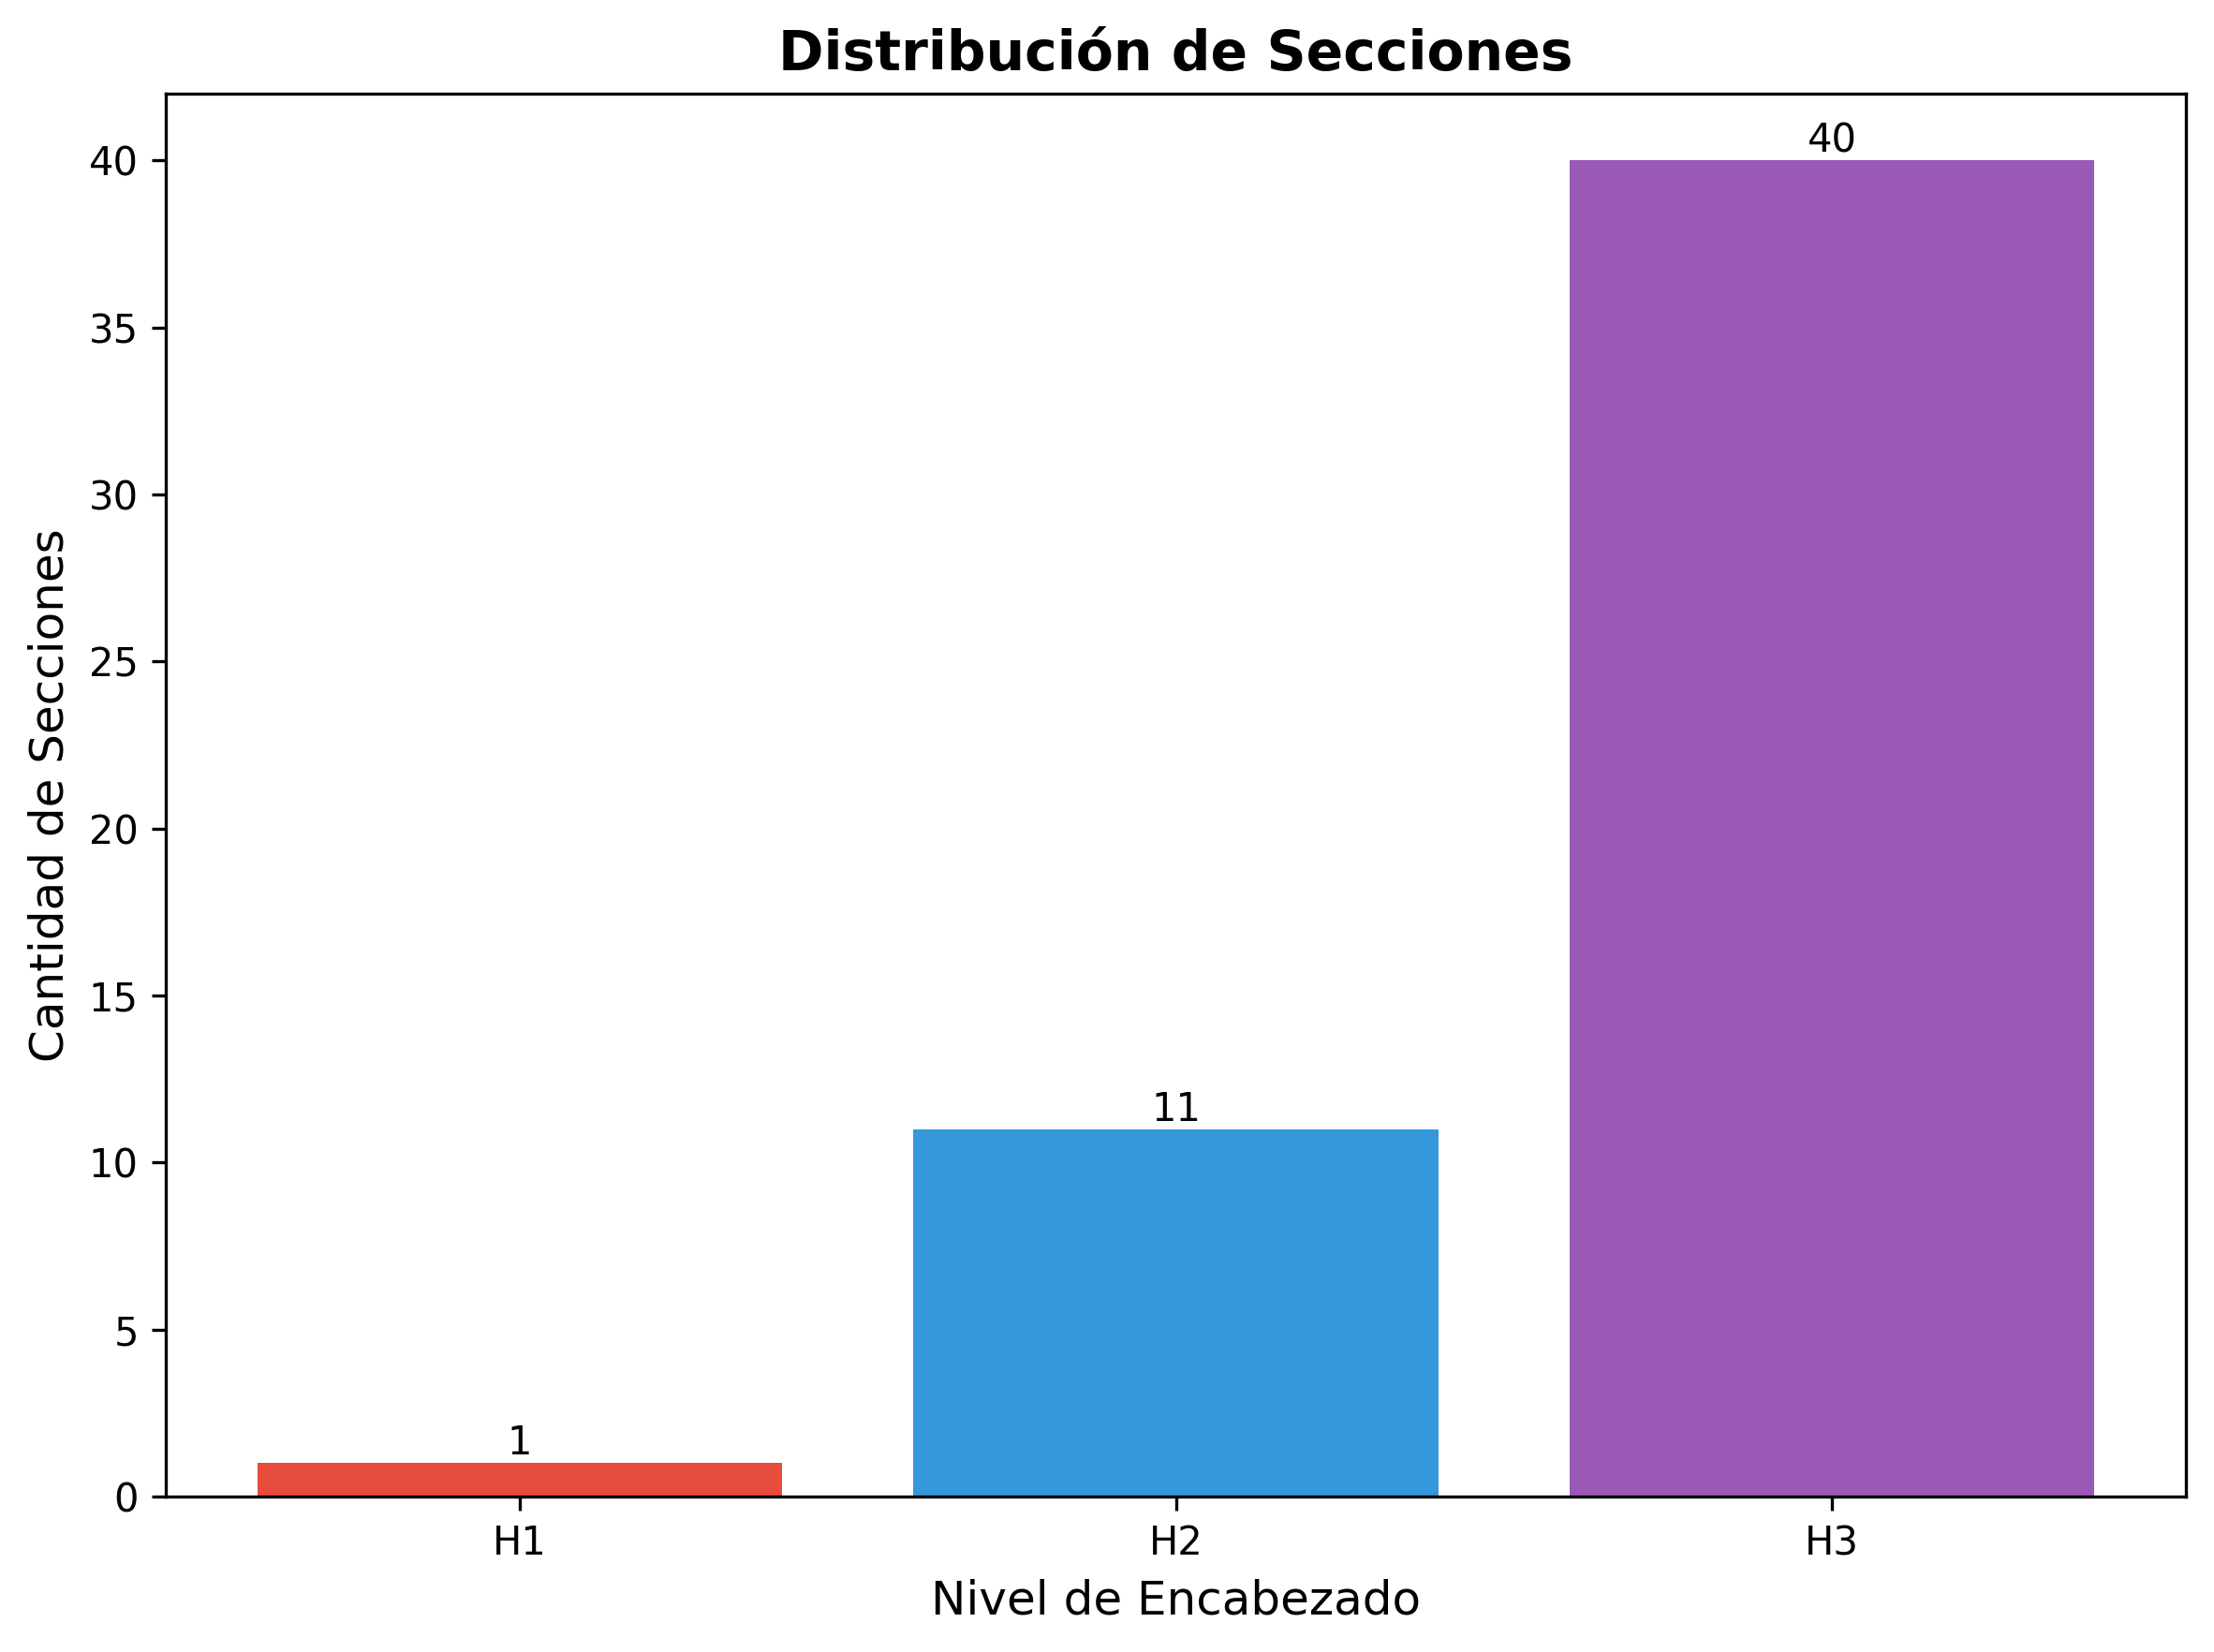 Distribución de Secciones
Cantidad de Secciones
40
35
30
25
20
15
10
5
0
1
11
40
H1
H2
H3
Nivel de Encabezado